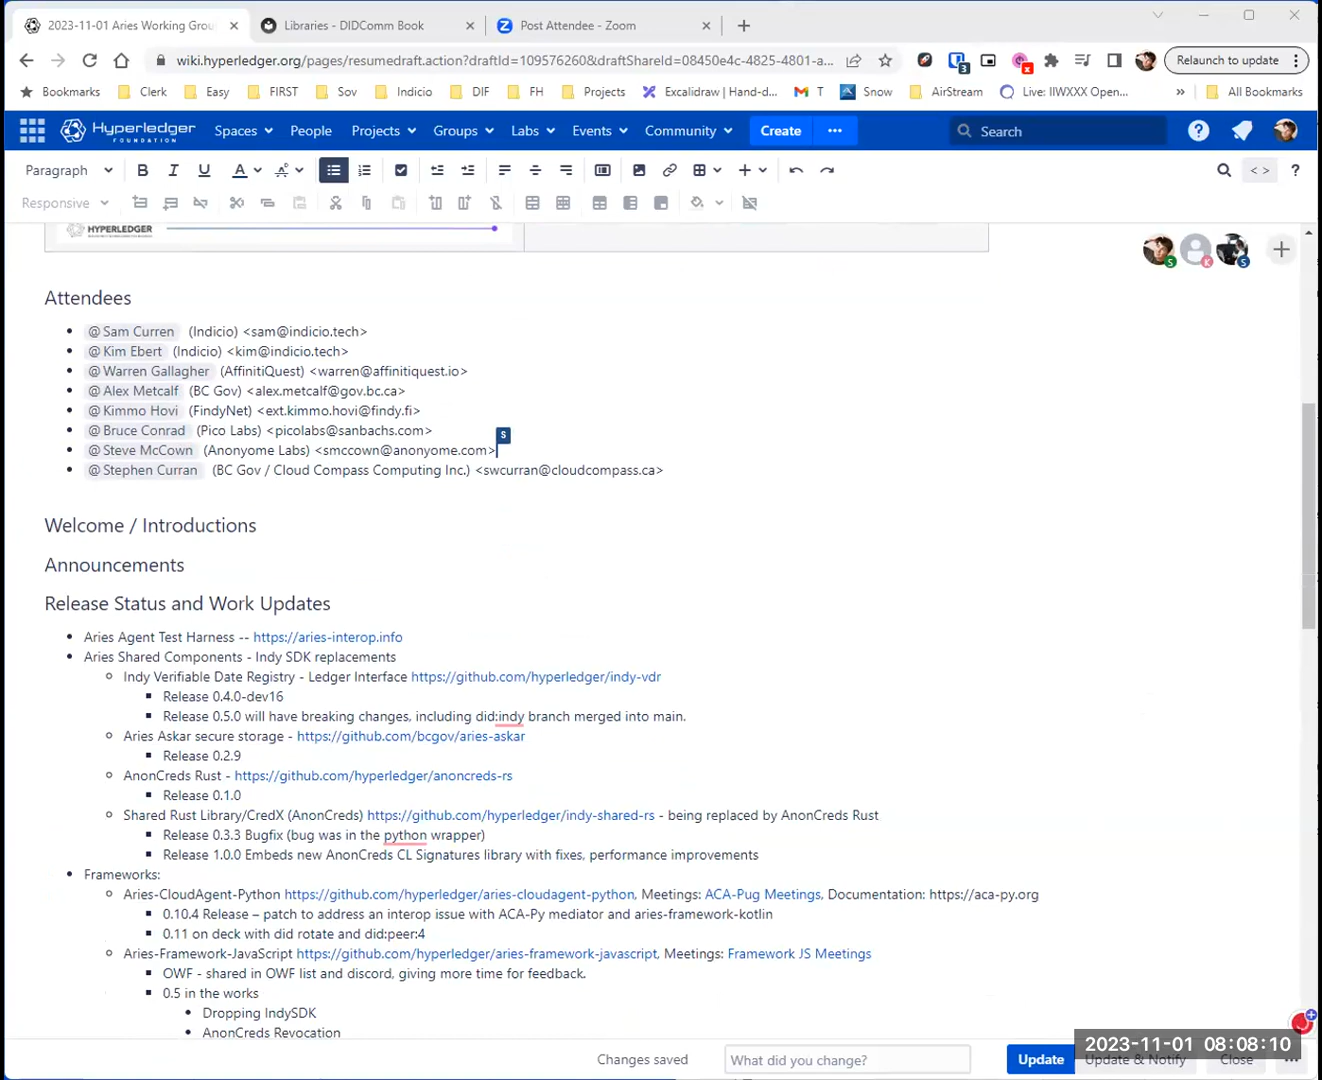 2023-11-01 Aries Working Grou
Libraries - DIDComm Book
Post Attendee - Zoom
wiki.hyperledger.org/pages/resumedraft.action?draftId=109576260&draftShareId=08450e4c-4825-4801-a...
3
Relaunch to update
Bookmarks Clerk Easy FIRST Sov Indicio DIF FH Projects Excalidraw | Hand-d... T Snow AirStream Live: IIWXXX Open... » All Bookmarks
HYPERLEDGER FOUNDATION Spaces People Projects Groups Labs Events Community Create Search
Paragraph B I U A
Responsive
HYPERLEDGER
S K S
Attendees
• @ Sam Curren (Indicio) <sam@indicio.tech>
• @ Kim Ebert (Indicio) <kim@indicio.tech>
• @ Warren Gallagher (AffinitiQuest) <warren@affinitiquest.io>
• @ Alex Metcalf (BC Gov) <alex.metcalf@gov.bc.ca>
• @ Kimmo Hovi (FindyNet) <ext.kimmo.hovi@findy.fi>
• @ Bruce Conrad (Pico Labs) <picolabs@sanbachs.com>
S
• @ Steve McCown (Anonyome Labs) <smccown@anonyome.com>
• @ Stephen Curran (BC Gov / Cloud Compass Computing Inc.) <swcurran@cloudcompass.ca>
Welcome / Introductions
Announcements
Release Status and Work Updates
• Aries Agent Test Harness -- https://aries-interop.info
• Aries Shared Components - Indy SDK replacements
Indy Verifiable Date Registry - Ledger Interface https://github.com/hyperledger/indy-vdr
Release 0.4.0-dev16
Release 0.5.0 will have breaking changes, including did:indy branch merged into main.
Aries Askar secure storage - https://github.com/bcgov/aries-askar
Release 0.2.9
AnonCreds Rust - https://github.com/hyperledger/anoncreds-rs
Release 0.1.0
Shared Rust Library/CredX (AnonCreds) https://github.com/hyperledger/indy-shared-rs - being replaced by AnonCreds Rust
Release 0.3.3 Bugfix (bug was in the python wrapper)
Release 1.0.0 Embeds new AnonCreds CL Signatures library with fixes, performance improvements
• Frameworks:
Aries-CloudAgent-Python https://github.com/hyperledger/aries-cloudagent-python, Meetings: ACA-Pug Meetings, Documentation: https://aca-py.org
0.10.4 Release – patch to address an interop issue with ACA-Py mediator and aries-framework-kotlin
0.11 on deck with did rotate and did:peer:4
Aries-Framework-JavaScript https://github.com/hyperledger/aries-framework-javascript, Meetings: Framework JS Meetings
OWF - shared in OWF list and discord, giving more time for feedback.
0.5 in the works
• Dropping IndySDK
• AnonCreds Revocation
Changes saved What did you change? Update Update & Notify Close
2023-11-01 08:08:10